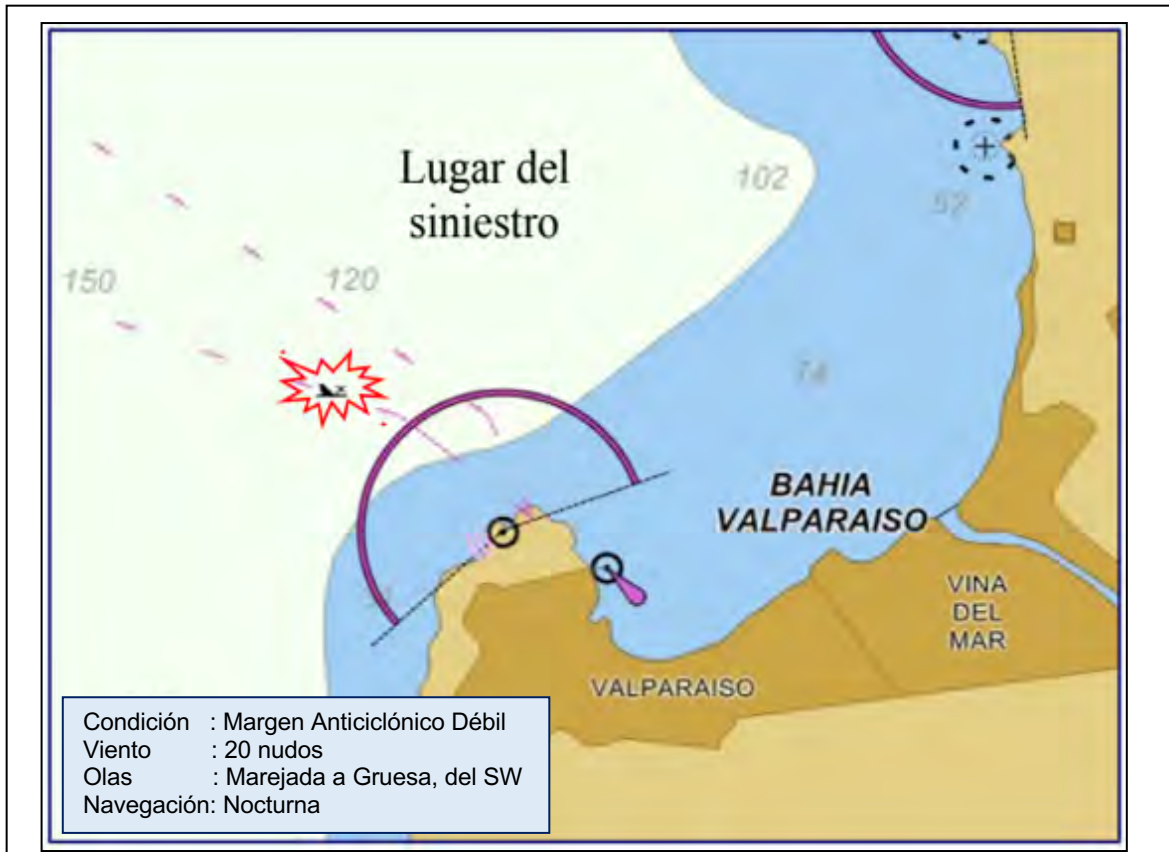 Lugar del
siniestro
102
52
150
120
74
BAHIA
VALPARAISO
VINA
DEL
MAR
VALPARAISO
Condición : Margen Anticiclónico Débil
Viento : 20 nudos
Olas : Marejada a Gruesa, del SW
Navegación: Nocturna